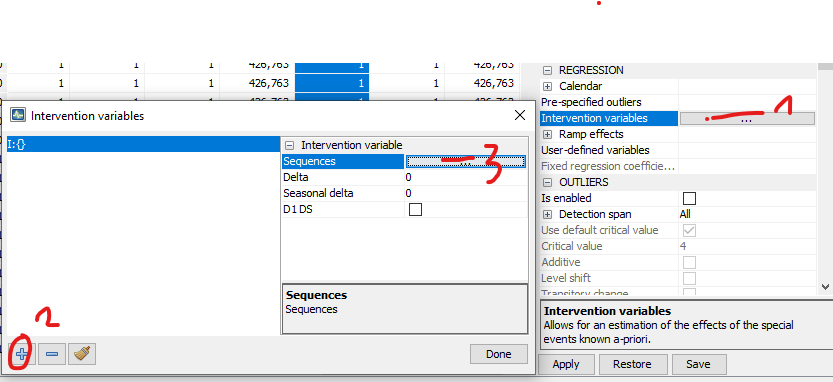 1 1 1 426,763 1 1 426,763
1 1 1 426,763 1 1 426,763
Intervention variables
I:{}
Intervention variable
Sequences ...
Delta 0
Seasonal delta 0
D1 DS
Sequences
Sequences
Done
2
3
REGRESSION
Calendar
Pre-specified outliers
Intervention variables ...
1
Ramp effects
User-defined variables
Fixed regression coefficie...
OUTLIERS
Is enabled
Detection span All
Use default critical value
Critical value 4
Additive
Level shift
Transitory change
Intervention variables
Allows for an estimation of the effects of the special
events known a-priori.
Apply Restore Save